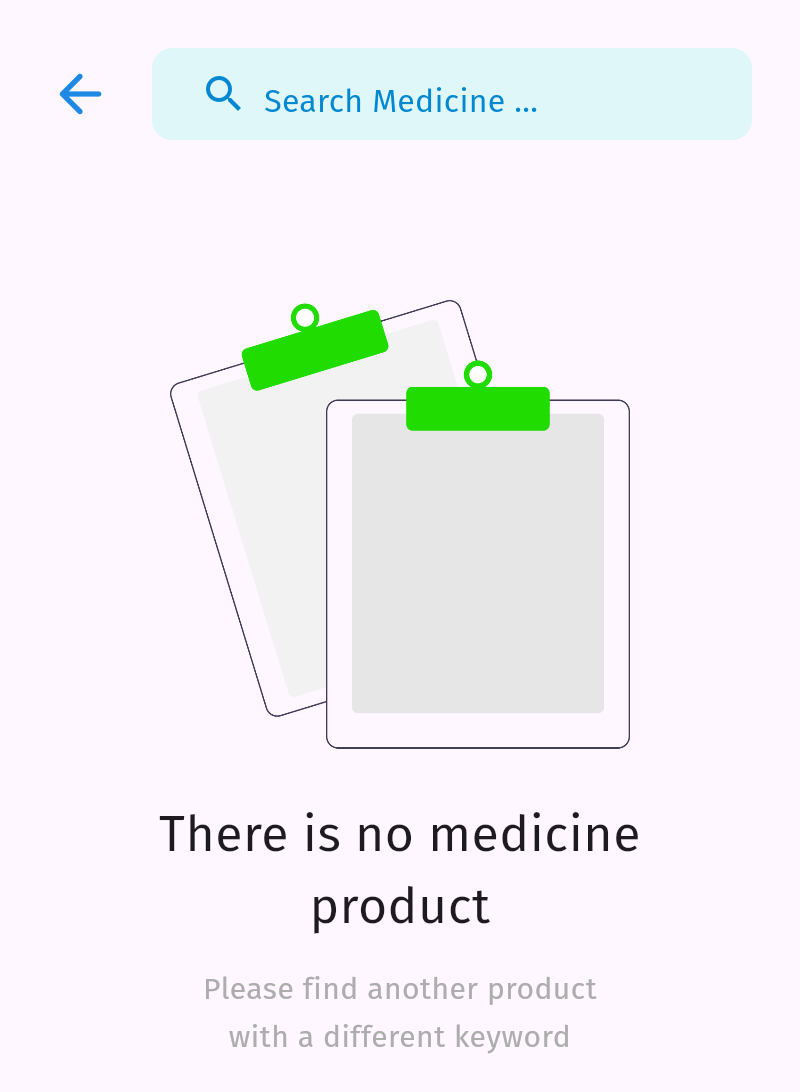 Search Medicine ...
There is no medicine
product
Please find another product
with a different keyword